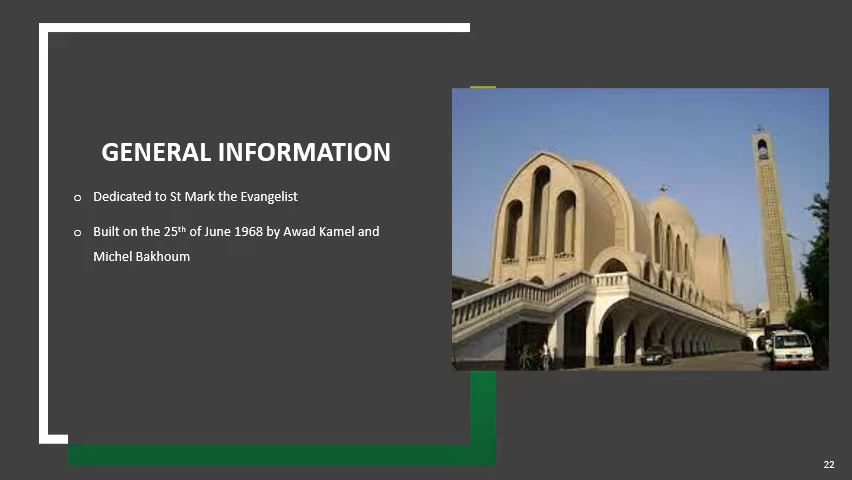 GENERAL INFORMATION
o Dedicated to St Mark the Evangelist
o Built on the 25th of June 1968 by Awad Kamel and
Michel Bakhoum
22